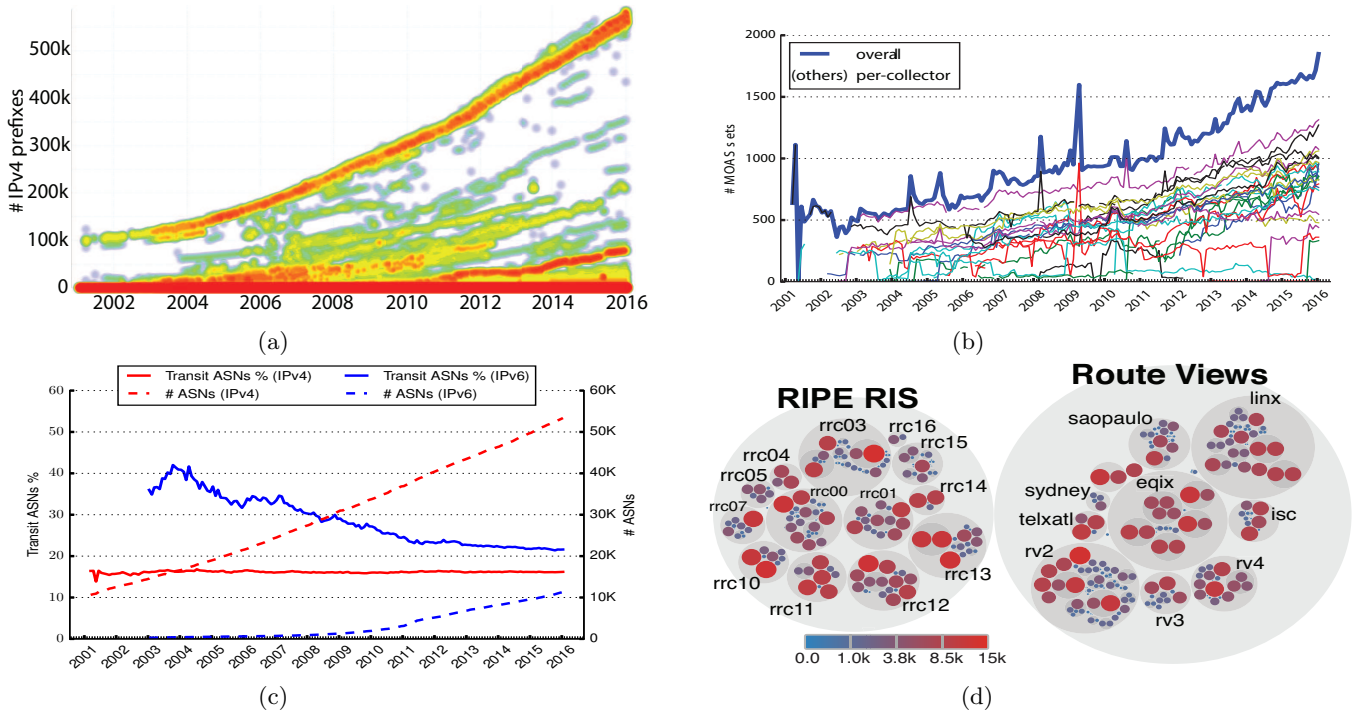 # IPv4 prefixes
500k
400k
300k
200k
100k
0
2002 2004 2006 2008 2010 2012 2014 2016
(a)
# MOAS s ets
2000
1500
1000
500
0
overall
(others) per-collector
2001 2002 2003 2004 2005 2006 2007 2008 2009 2010 2011 2012 2013 2014 2015 2016
(b)
Transit ASNs % (IPv4) Transit ASNs % (IPv6)
# ASNs (IPv4) # ASNs (IPv6)
Transit ASNs %
60
50
40
30
20
10
0
# ASNs
60K
50K
40K
30K
20K
10K
0
2001 2002 2003 2004 2005 2006 2007 2008 2009 2010 2011 2012 2013 2014 2015 2016
(c)
RIPE RIS
rrc03
rrc16
rrc15
rrc04
rrc05
rrc00
rrc01
rrc14
rrc07
rrc10
rrc11
rrc12
rrc13
Route Views
linx
saopaulo
sydney
eqix
telxatl
isc
rv2
rv3
rv4
0.0 1.0k 3.8k 8.5k 15k
(d)